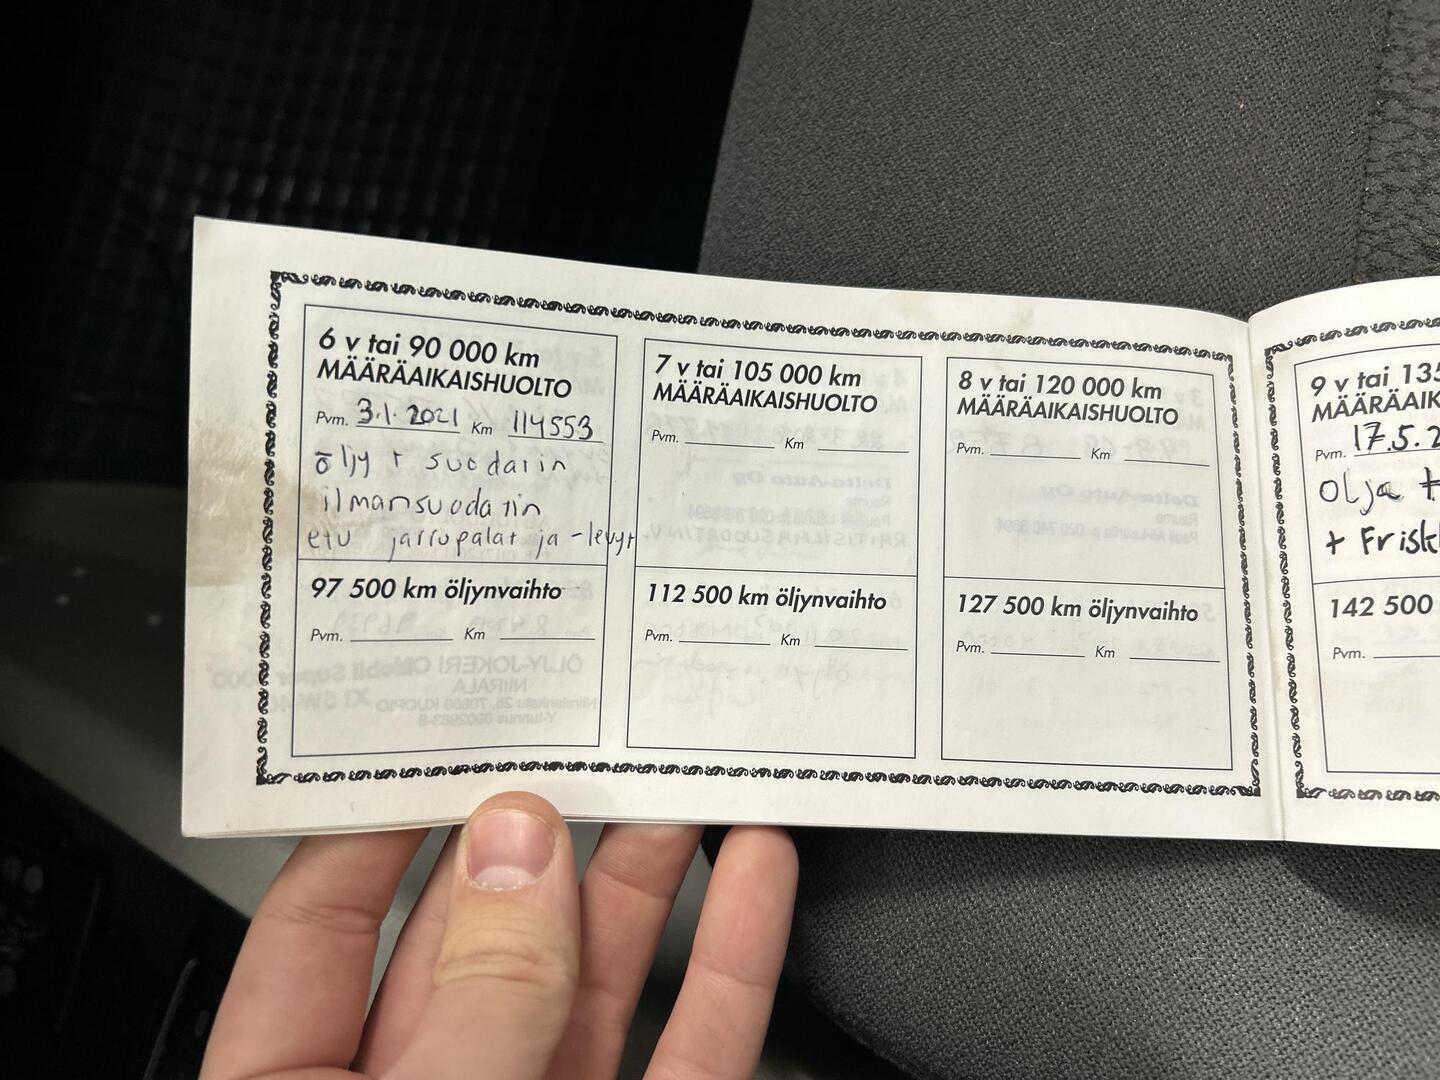 6 v tai 90 000 km
MÄÄRÄAIKAISHUOLTO
Pvm. 3.1.2021 Km 114553
öljy + suodatin
ilmansuodatin
etu jarrupalat ja -levyt
97 500 km öljynvaihto
Pvm. Km
7 v tai 105 000 km
MÄÄRÄAIKAISHUOLTO
Pvm. Km
112 500 km öljynvaihto
Pvm. Km
8 v tai 120 000 km
MÄÄRÄAIKAISHUOLTO
Pvm. Km
127 500 km öljynvaihto
Pvm. Km
9 v tai 135
MÄÄRÄAIK
Pvm. 17.5.2
olja +
+ Frisk
142 500
Pvm.